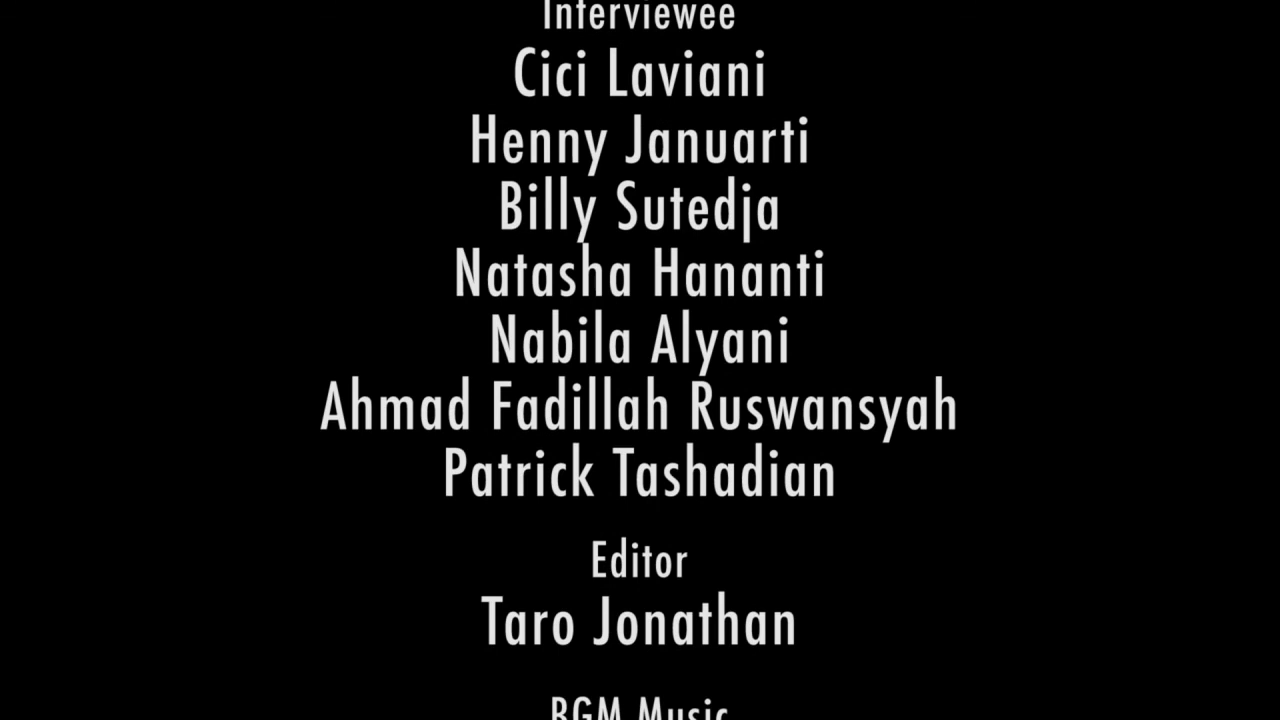 Interviewee
Cici Laviani
Henny Januarti
Billy Sutedja
Natasha Hananti
Nabila Alyani
Ahmad Fadillah Ruswansyah
Patrick Tashadian
Editor
Taro Jonathan
BGM Music